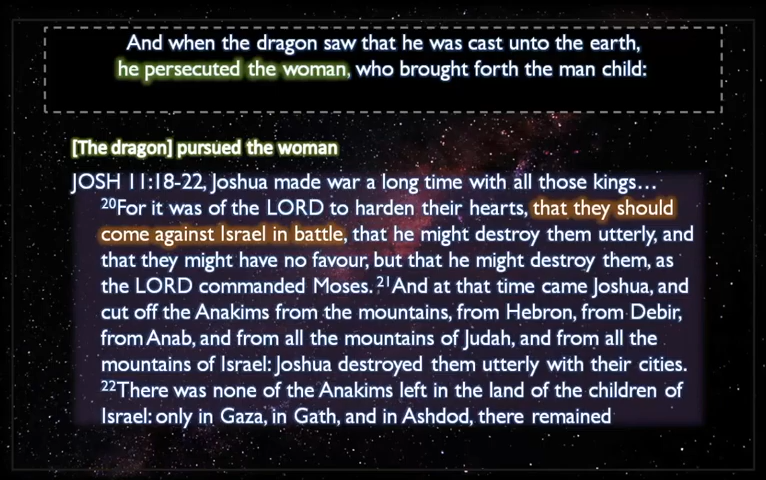 And when the dragon saw that he was cast unto the earth,
he persecuted the woman, who brought forth the man child:
[The dragon] pursued the woman
JOSH 11:18-22, Joshua made war a long time with all those kings…
²⁰For it was of the LORD to harden their hearts, that they should
come against Israel in battle, that he might destroy them utterly, and
that they might have no favour, but that he might destroy them, as
the LORD commanded Moses. ²¹And at that time came Joshua, and
cut off the Anakims from the mountains, from Hebron, from Debir,
from Anab, and from all the mountains of Judah, and from all the
mountains of Israel: Joshua destroyed them utterly with their cities.
²²There was none of the Anakims left in the land of the children of
Israel: only in Gaza, in Gath, and in Ashdod, there remained